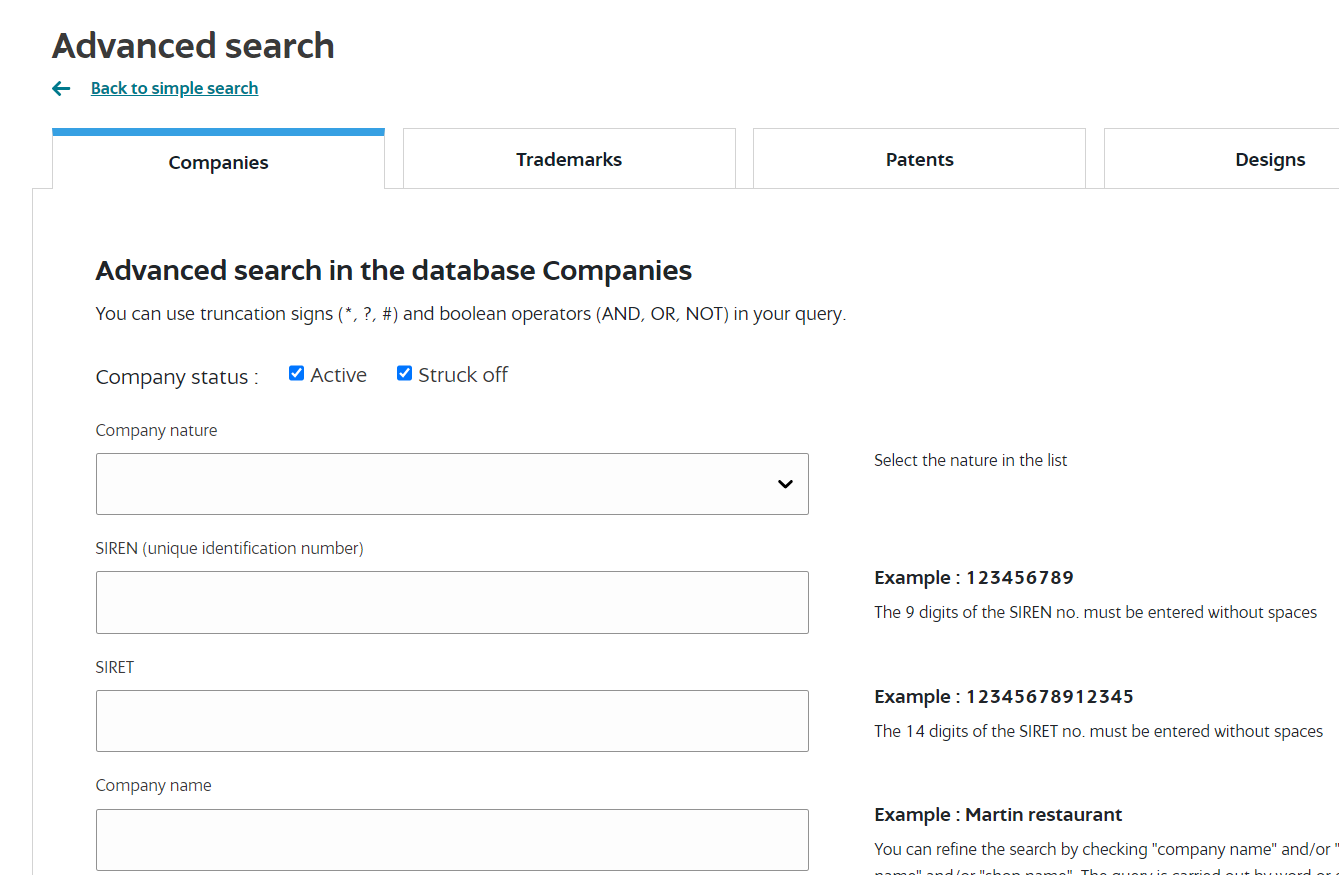 Advanced search
Back to simple search
Companies
Trademarks
Patents
Designs
Advanced search in the database Companies
You can use truncation signs (*, ?, #) and boolean operators (AND, OR, NOT) in your query.
Company status :
Active
Struck off
Company nature
Select the nature in the list
SIREN (unique identification number)
Example : 123456789
The 9 digits of the SIREN no. must be entered without spaces
SIRET
Example : 12345678912345
The 14 digits of the SIRET no. must be entered without spaces
Company name
Example : Martin restaurant
You can refine the search by checking "company name" and/or "
name" and/or "shop name". The query is carried out by word or